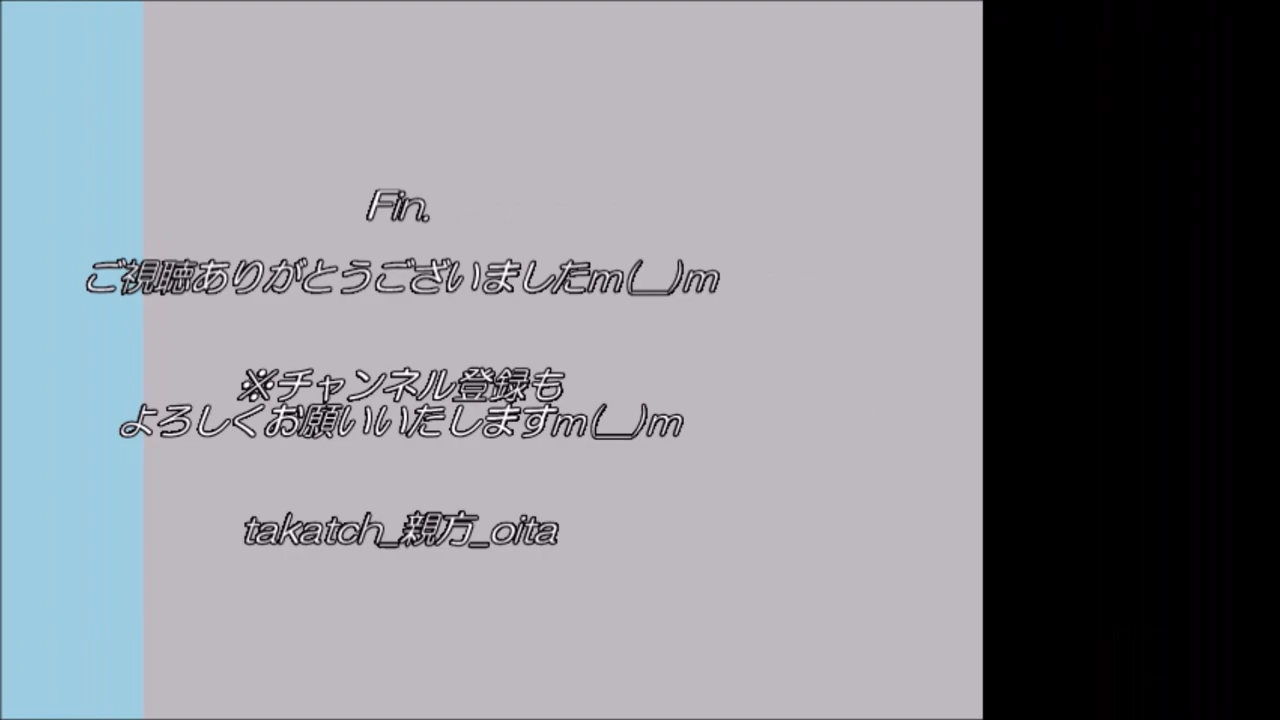 Fin.
ご視聴ありがとうございましたm(__)m
※チャンネル登録も
よろしくお願いいたしますm(__)m
takatch_親方_oita